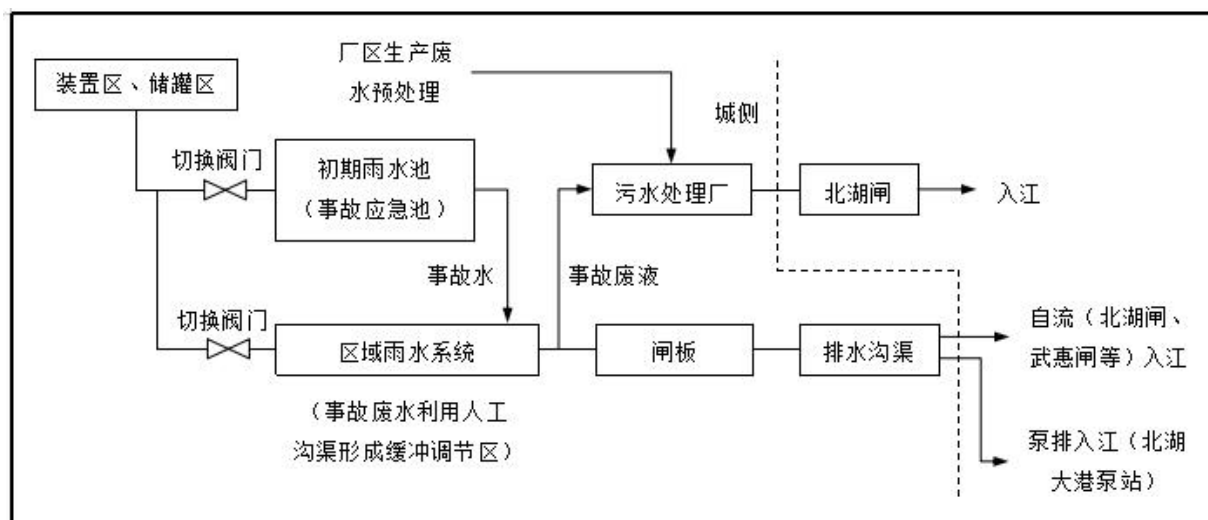 厂区生产废
水预处理
装置区、储罐区
城侧
切换阀门
初期雨水池
（事故应急池）
污水处理厂
北湖闸
入江
事故水
事故废液
切换阀门
区域雨水系统
闸板
排水沟渠
自流（北湖闸、
武惠闸等）入江
（事故废水利用人工
沟渠形成缓冲调节区）
泵排入江（北湖
大港泵站）